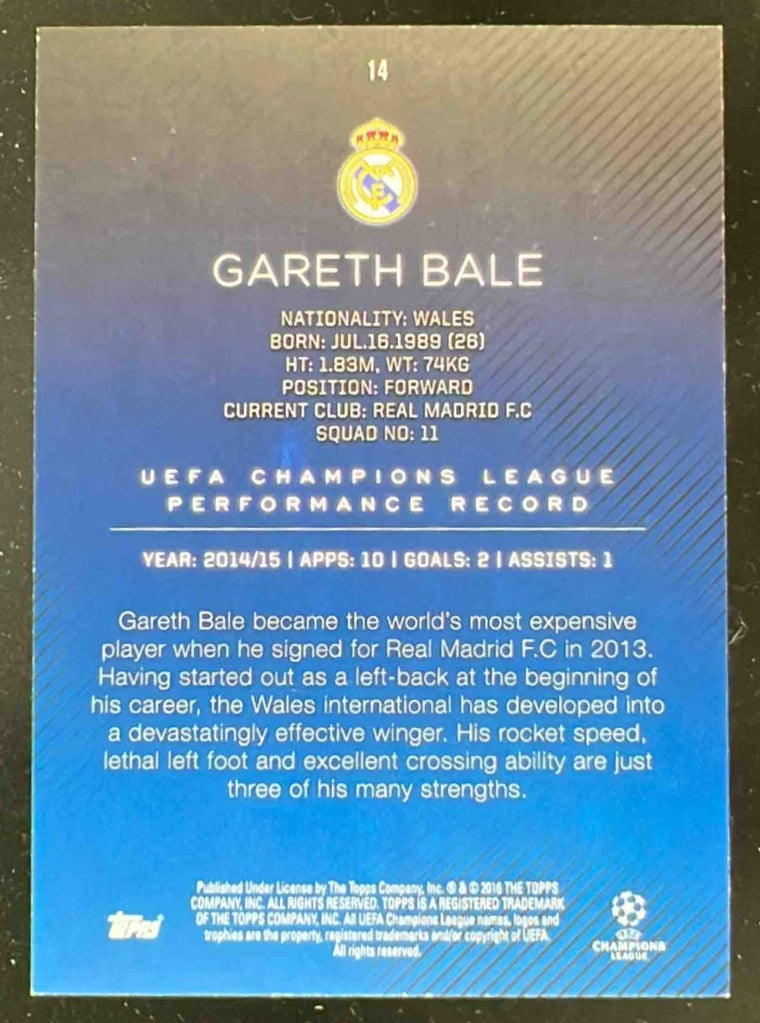 14
GARETH BALE
NATIONALITY: WALES
BORN: JUL.16.1989 (26)
HT: 1.83M, WT: 74KG
POSITION: FORWARD
CURRENT CLUB: REAL MADRID F.C
SQUAD NO: 11
UEFA CHAMPIONS LEAGUE
PERFORMANCE RECORD
YEAR: 2014/15 | APPS: 10 | GOALS: 2 | ASSISTS: 1
Gareth Bale became the world's most expensive
player when he signed for Real Madrid F.C in 2013.
Having started out as a left-back at the beginning of
his career, the Wales international has developed into
a devastatingly effective winger. His rocket speed,
lethal left foot and excellent crossing ability are just
three of his many strengths.
Published Under License by The Topps Company, Inc. ® & © 2016 THE TOPPS
COMPANY, INC. ALL RIGHTS RESERVED. TOPPS IS A REGISTERED TRADEMARK
OF THE TOPPS COMPANY, INC. All UEFA Champions League names, logos and
trophies are the property, registered trademarks and/or copyright of UEFA.
All rights reserved.
Topps
UEFA
CHAMPIONS
LEAGUE